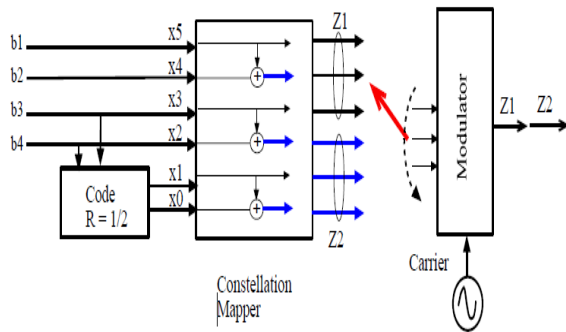 b1
b2
b3
b4
x5
x4
x3
x2
x1
x0
Code
R = 1/2
+
+
+
Z1
Z2
Constellation
Mapper
Modulator
Carrier
Z1 Z2